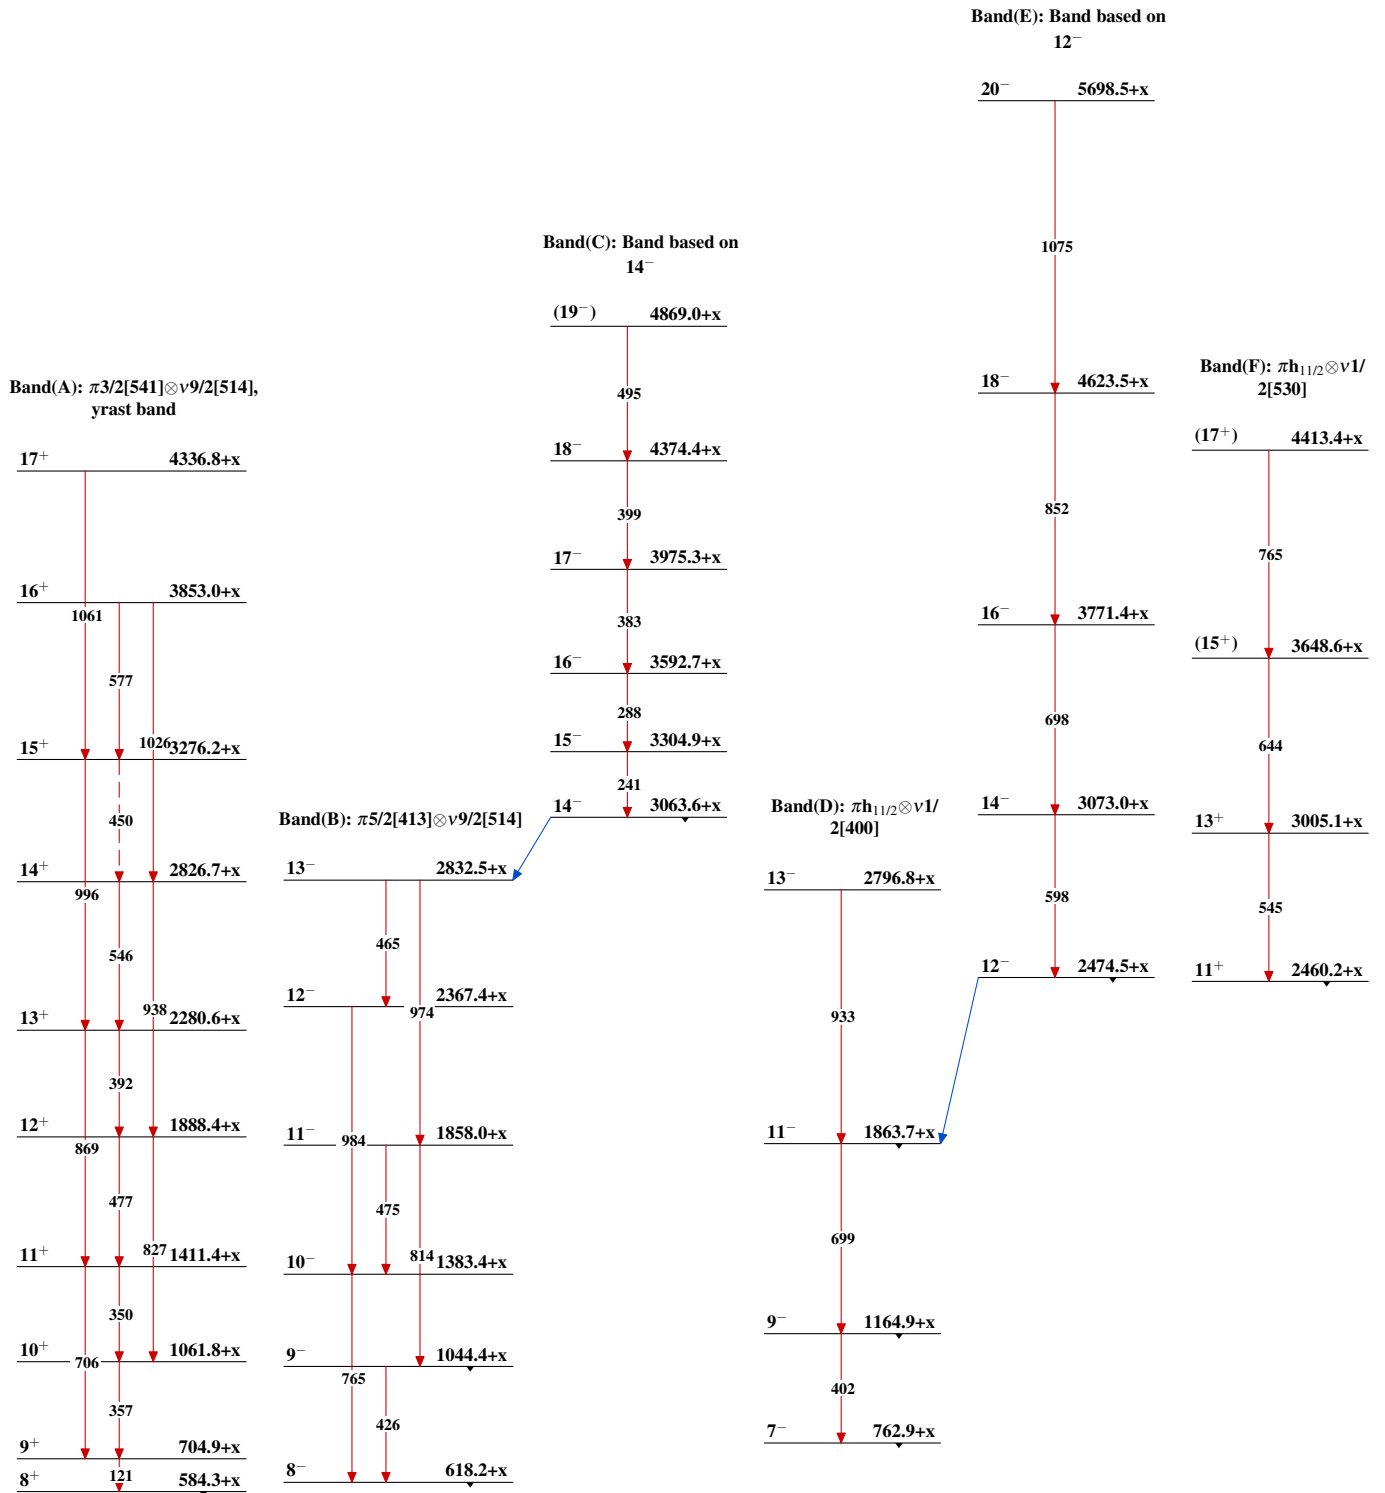 Band(A): π3/2[541]⊗ν9/2[514],
yrast band
17⁺ 4336.8+x
16⁺ 3853.0+x
1061
577
1026
15⁺ 3276.2+x
450
14⁺ 2826.7+x
996
546
938
13⁺ 2280.6+x
392
12⁺ 1888.4+x
869
477
827
11⁺ 1411.4+x
350
10⁺ 1061.8+x
706
357
9⁺ 704.9+x
121
8⁺ 584.3+x
Band(B): π5/2[413]⊗ν9/2[514]
13⁻ 2832.5+x
465
12⁻ 2367.4+x
974
984
11⁻ 1858.0+x
475
814
10⁻ 1383.4+x
9⁻ 1044.4+x
765
426
8⁻ 618.2+x
Band(C): Band based on
14⁻
(19⁻) 4869.0+x
495
18⁻ 4374.4+x
399
17⁻ 3975.3+x
383
16⁻ 3592.7+x
288
15⁻ 3304.9+x
241
14⁻ 3063.6+x
Band(D): πh₁₁/₂⊗ν1/
2[400]
13⁻ 2796.8+x
933
11⁻ 1863.7+x
699
9⁻ 1164.9+x
402
7⁻ 762.9+x
Band(E): Band based on
12⁻
20⁻ 5698.5+x
1075
18⁻ 4623.5+x
852
16⁻ 3771.4+x
698
14⁻ 3073.0+x
598
12⁻ 2474.5+x
Band(F): πh₁₁/₂⊗ν1/
2[530]
(17⁺) 4413.4+x
765
(15⁺) 3648.6+x
644
13⁺ 3005.1+x
545
11⁺ 2460.2+x